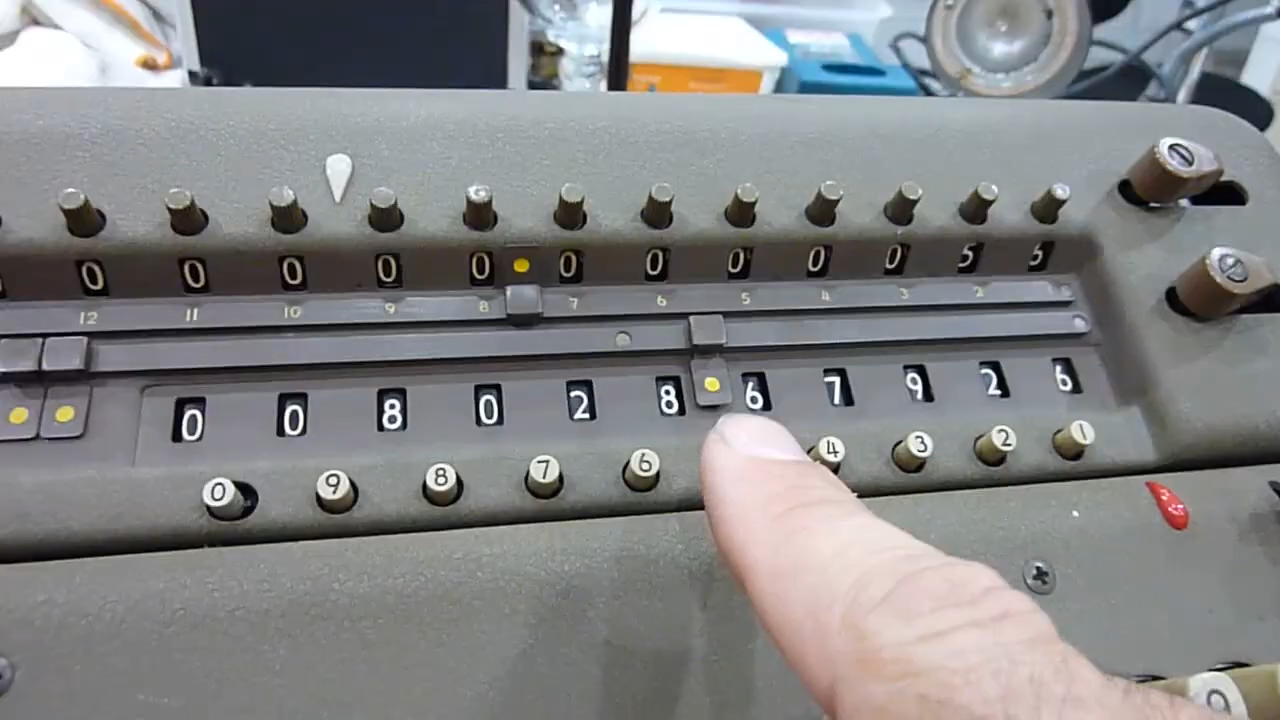 0 0 0 0 0 0 0 0 0 0 5 5
12 11 10 9 8 7 6 5 4 3 2
0 0 8 0 2 8 6 7 9 2 6
0 9 8 7 6 4 3 2 1
0